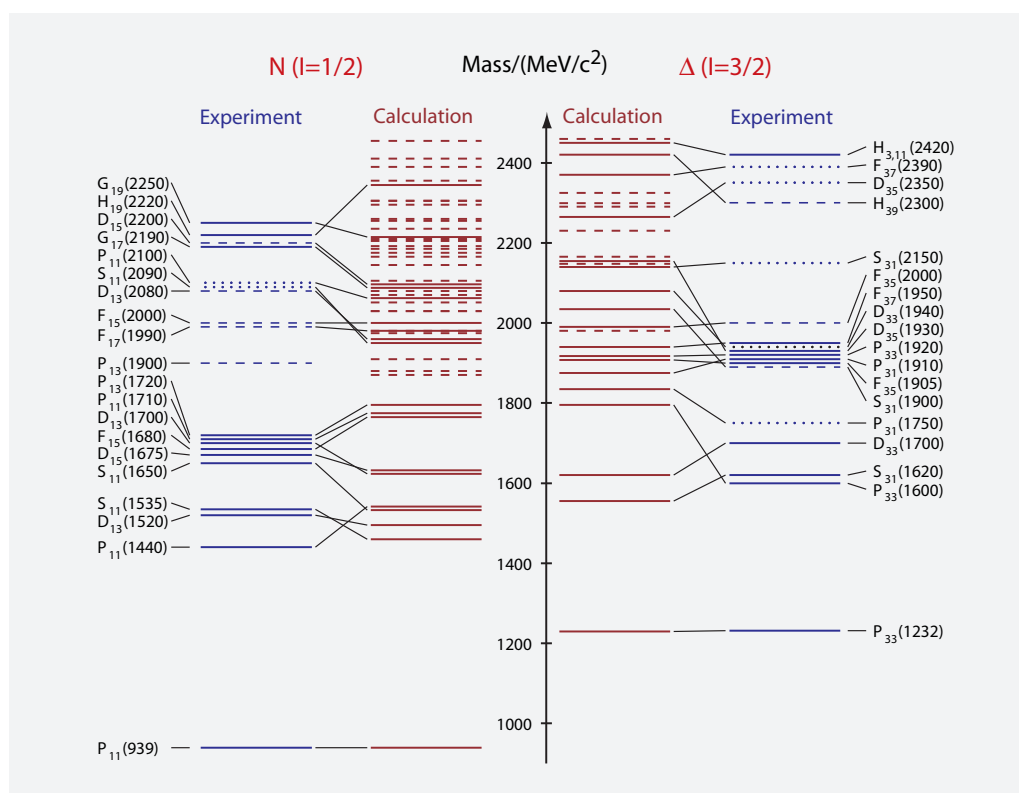 N (I=1/2) Mass/(MeV/c²) Δ (I=3/2)
Experiment Calculation Calculation Experiment
G₁₉(2250)
H₁₉(2220)
D₁₅(2200)
G₁₇(2190)
P₁₁(2100)
S₁₁(2090)
D₁₃(2080)
F₁₅(2000)
F₁₇(1990)
P₁₃(1900)
P₁₃(1720)
P₁₁(1710)
D₁₃(1700)
F₁₅(1680)
D₁₅(1675)
S₁₁(1650)
S₁₁(1535)
D₁₃(1520)
P₁₁(1440)
P₁₁(939)
2400
2200
2000
1800
1600
1400
1200
1000
H₃,₁₁(2420)
F₃₇(2390)
D₃₅(2350)
H₃₉(2300)
S₃₁(2150)
F₃₅(2000)
F₃₇(1950)
D₃₃(1940)
D₃₅(1930)
P₃₃(1920)
P₃₁(1910)
F₃₅(1905)
S₃₁(1900)
P₃₁(1750)
D₃₃(1700)
S₃₁(1620)
P₃₃(1600)
P₃₃(1232)